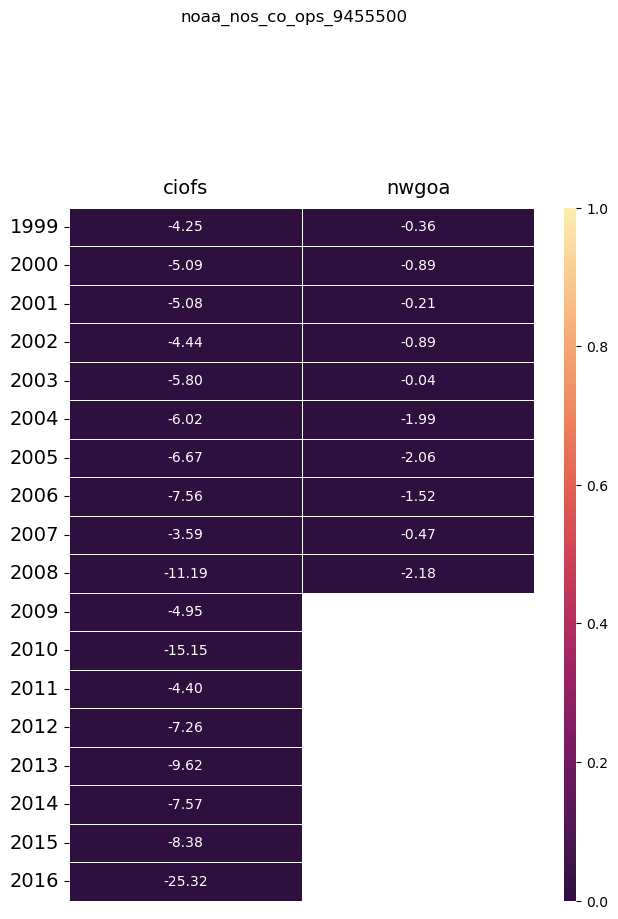 noaa_nos_co_ops_9455500
ciofs nwgoa
1999 -4.25 -0.36 1.0
2000 -5.09 -0.89
2001 -5.08 -0.21
2002 -4.44 -0.89 0.8
2003 -5.80 -0.04
2004 -6.02 -1.99
2005 -6.67 -2.06
2006 -7.56 -1.52 0.6
2007 -3.59 -0.47
2008 -11.19 -2.18
2009 -4.95 0.4
2010 -15.15
2011 -4.40
2012 -7.26
2013 -9.62 0.2
2014 -7.57
2015 -8.38
2016 -25.32 0.0